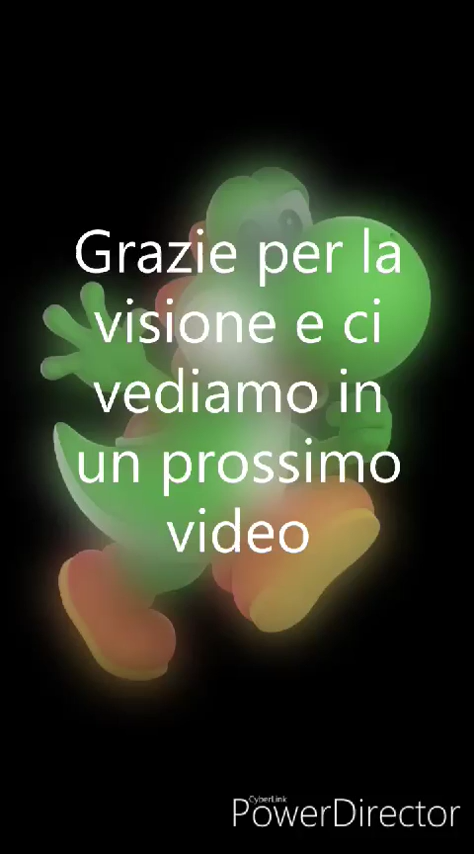 Grazie per la
visione e ci
vediamo in
un prossimo
video
CyberLink
PowerDirector